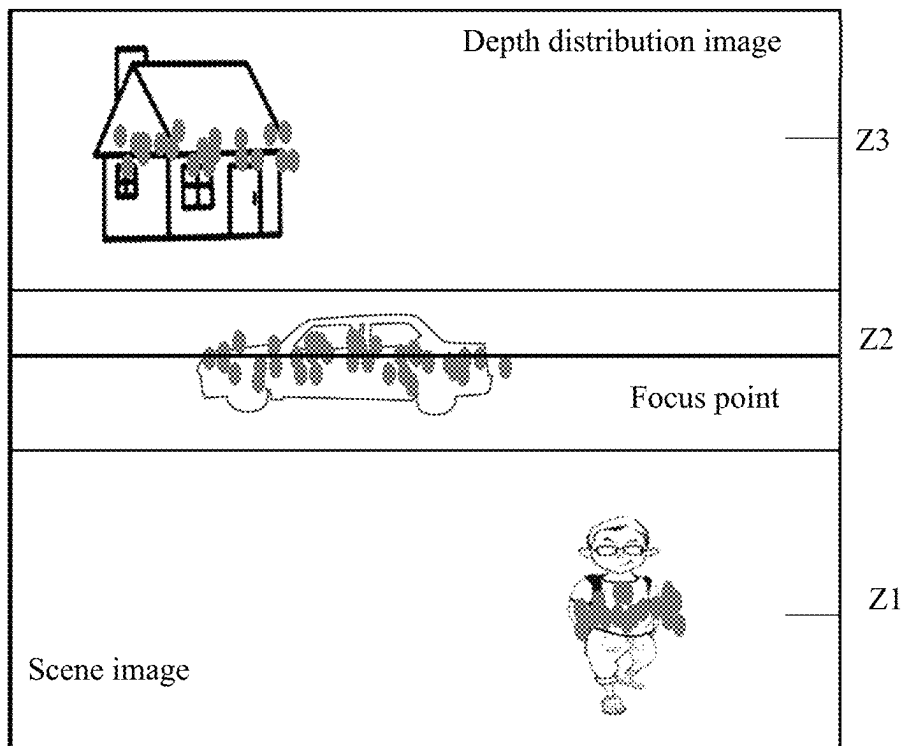 Depth distribution image
Z3
Z2
Focus point
Z1
Scene image